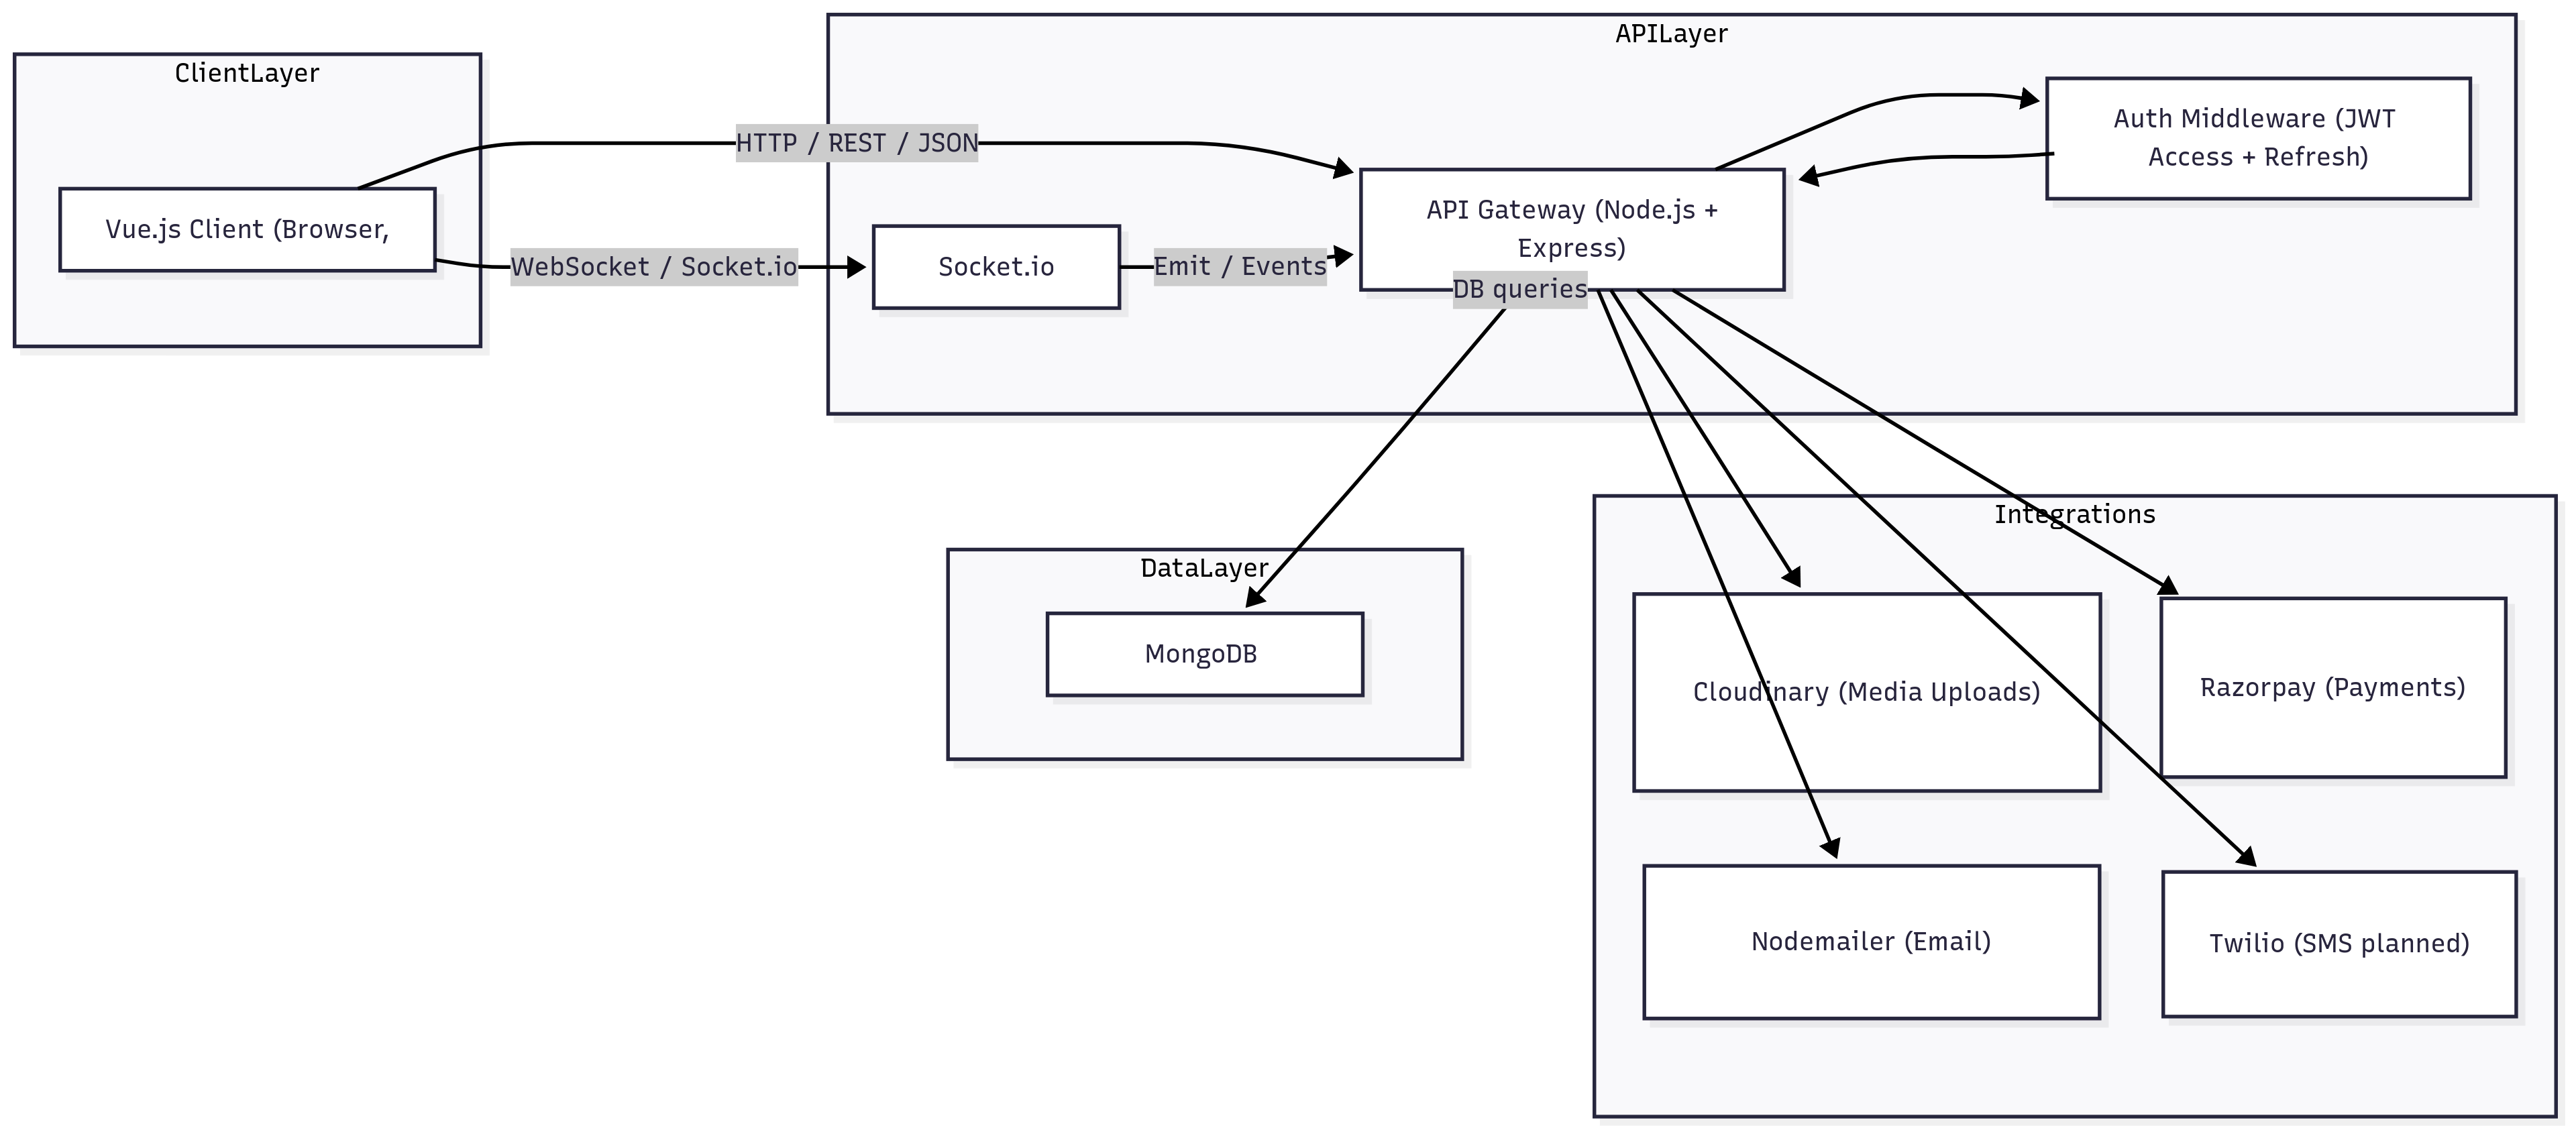 APILayer
ClientLayer
Auth Middleware (JWT
Access + Refresh)
HTTP / REST / JSON
API Gateway (Node.js +
Express)
Vue.js Client (Browser,
WebSocket / Socket.io
Socket.io
Emit / Events
DB queries
Integrations
DataLayer
MongoDB
Cloudinary (Media Uploads)
Razorpay (Payments)
Nodemailer (Email)
Twilio (SMS planned)